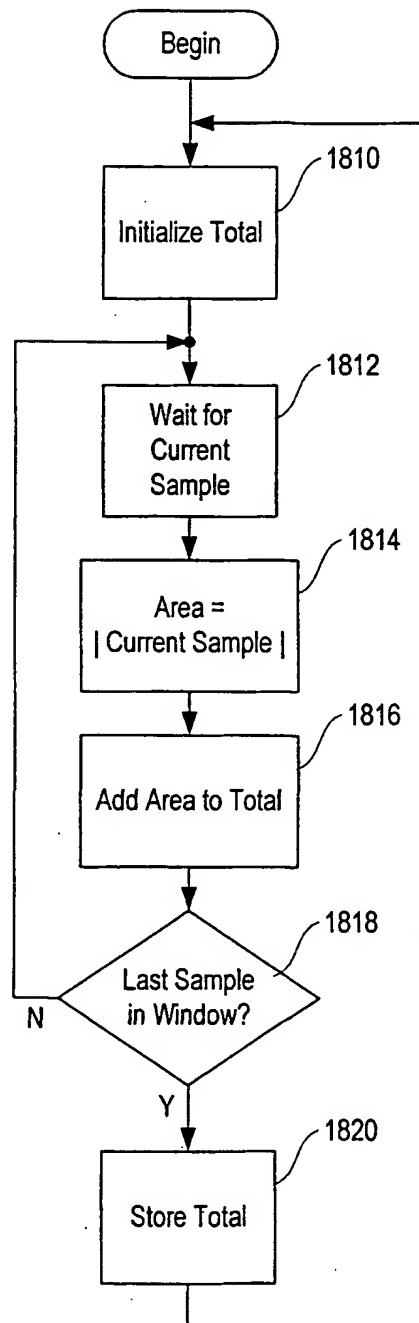 Begin
1810
Initialize Total
1812
Wait for
Current
Sample
1814
Area =
| Current Sample |
1816
Add Area to Total
1818
Last Sample
in Window?
N
Y
1820
Store Total